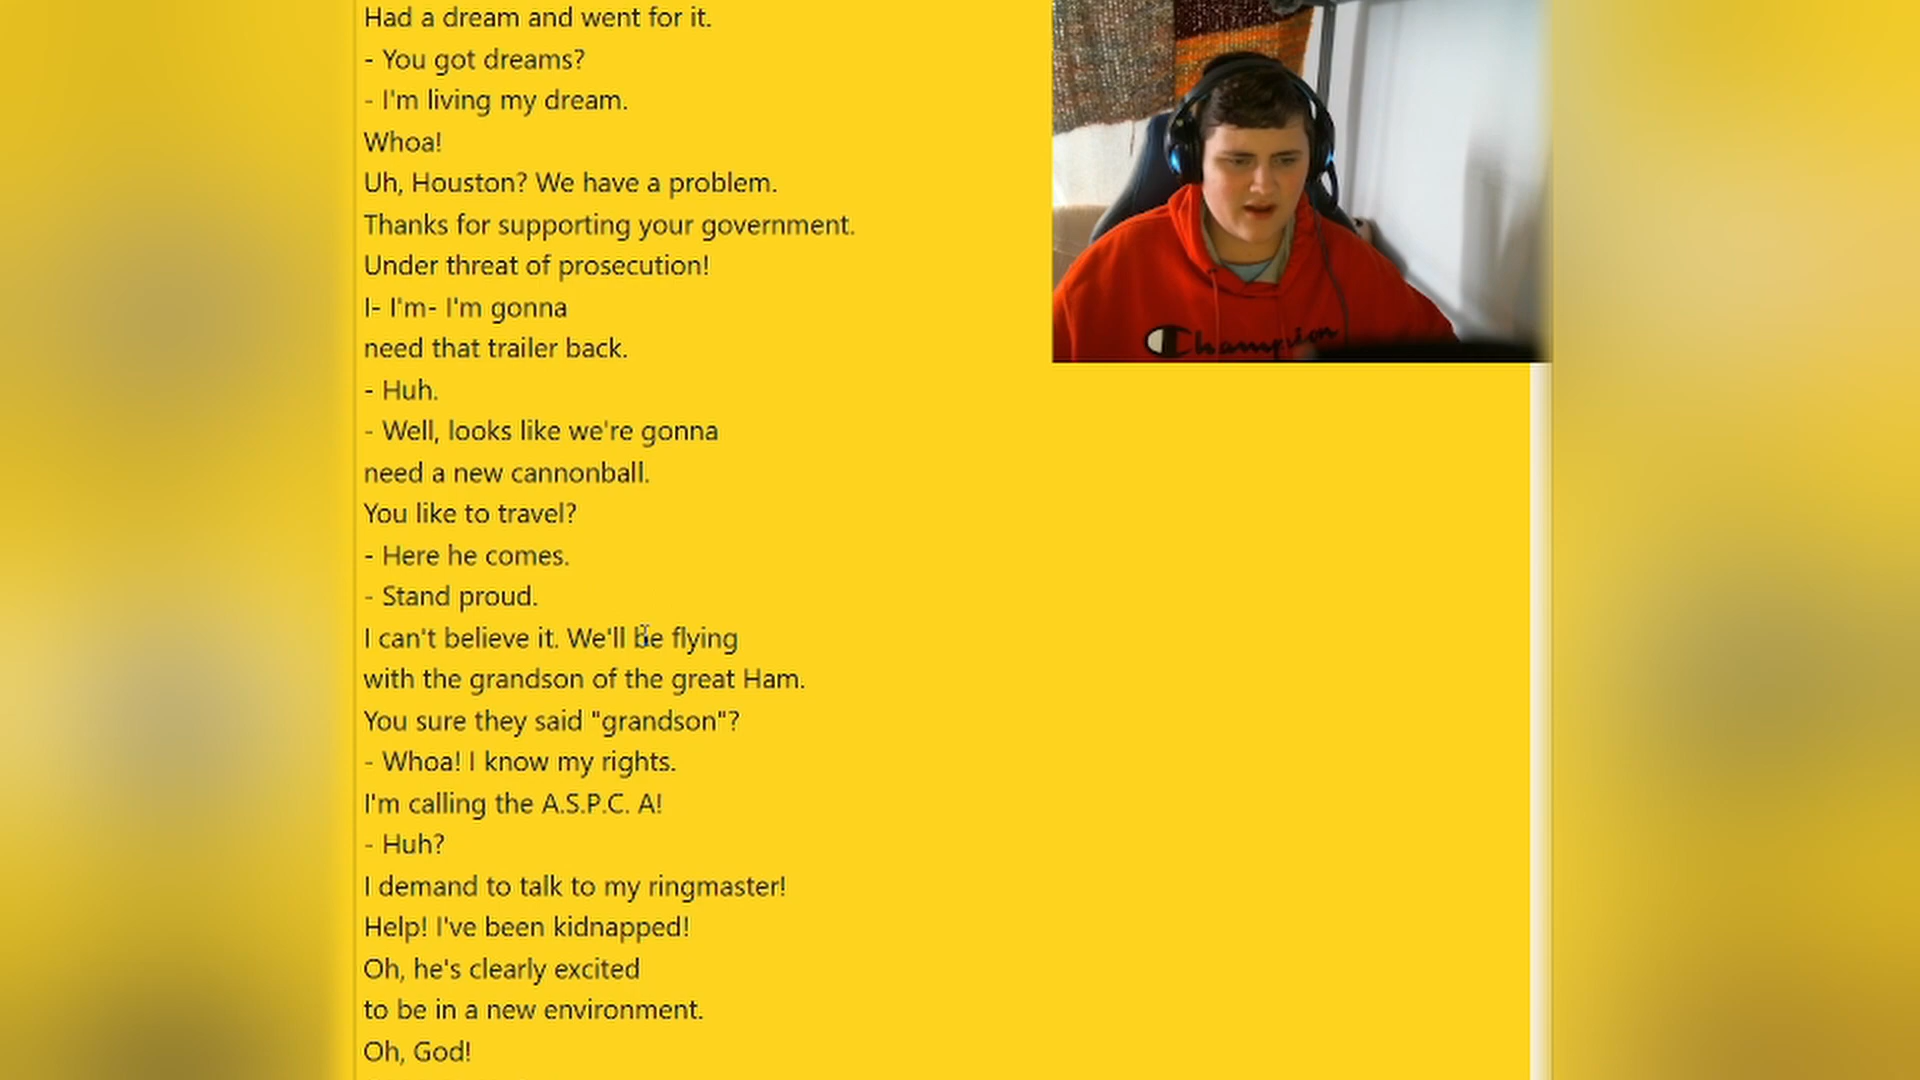 Had a dream and went for it.
- You got dreams?
- I'm living my dream.
Whoa!
Uh, Houston? We have a problem.
Thanks for supporting your government.
Under threat of prosecution!
I- I'm- I'm gonna
need that trailer back.
- Huh.
- Well, looks like we're gonna
need a new cannonball.
You like to travel?
- Here he comes.
- Stand proud.
I can't believe it. We'll be flying
with the grandson of the great Ham.
You sure they said "grandson"?
- Whoa! I know my rights.
I'm calling the A.S.P.C. A!
- Huh?
I demand to talk to my ringmaster!
Help! I've been kidnapped!
Oh, he's clearly excited
to be in a new environment.
Oh, God!
Champion